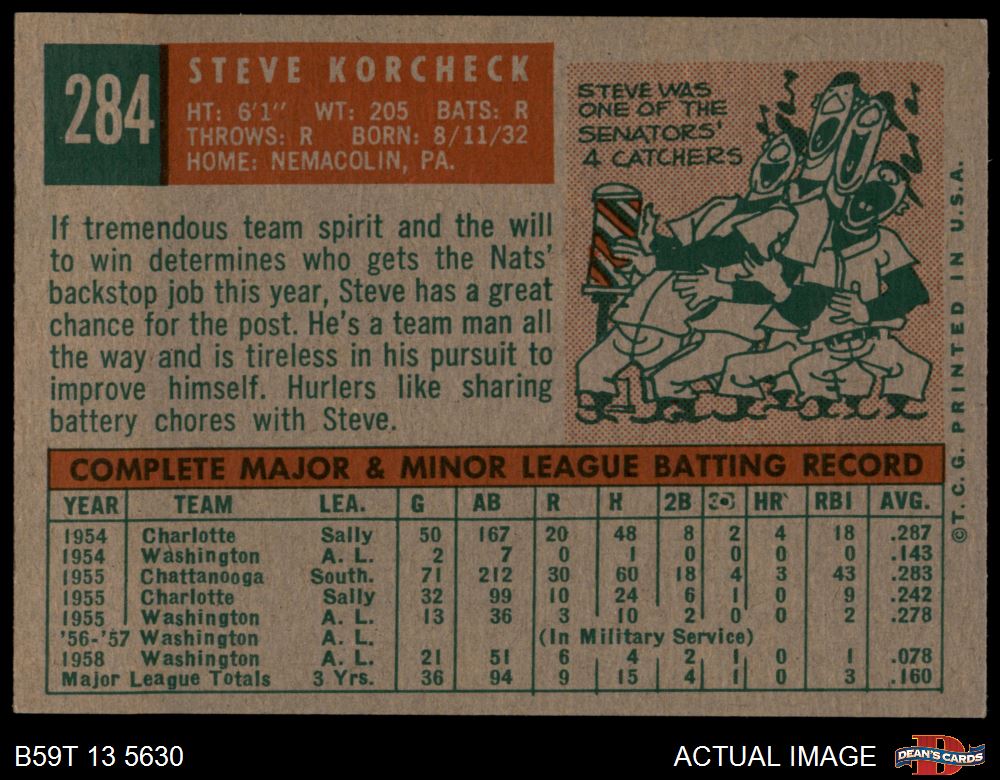 284
STEVE KORCHECK
HT: 6'1" WT: 205 BATS: R
THROWS: R BORN: 8/11/32
HOME: NEMACOLIN, PA.
STEVE WAS
ONE OF THE
SENATORS'
4 CATCHERS
If tremendous team spirit and the will
to win determines who gets the Nats'
backstop job this year, Steve has a great
chance for the post. He's a team man all
the way and is tireless in his pursuit to
improve himself. Hurlers like sharing
battery chores with Steve.
COMPLETE MAJOR & MINOR LEAGUE BATTING RECORD
YEAR TEAM LEA. G AB R H 2B HR RBI AVG.
1954 Charlotte Sally 50 167 20 48 8 2 4 18 .287
1954 Washington A. L. 2 7 0 1 0 0 0 0 .143
1955 Chattanooga South. 71 212 30 60 18 4 3 43 .283
1955 Charlotte Sally 32 99 10 24 6 1 0 9 .242
1955 Washington A. L. 13 36 3 10 2 0 0 2 .278
'56-'57 Washington A. L. (In Military Service)
1958 Washington A. L. 21 51 6 4 2 1 0 1 .078
Major League Totals 3 Yrs. 36 94 9 15 4 1 0 3 .160
© T. C. G. PRINTED IN U.S.A.
B59T 13 5630
ACTUAL IMAGE
DEAN'S CARDS